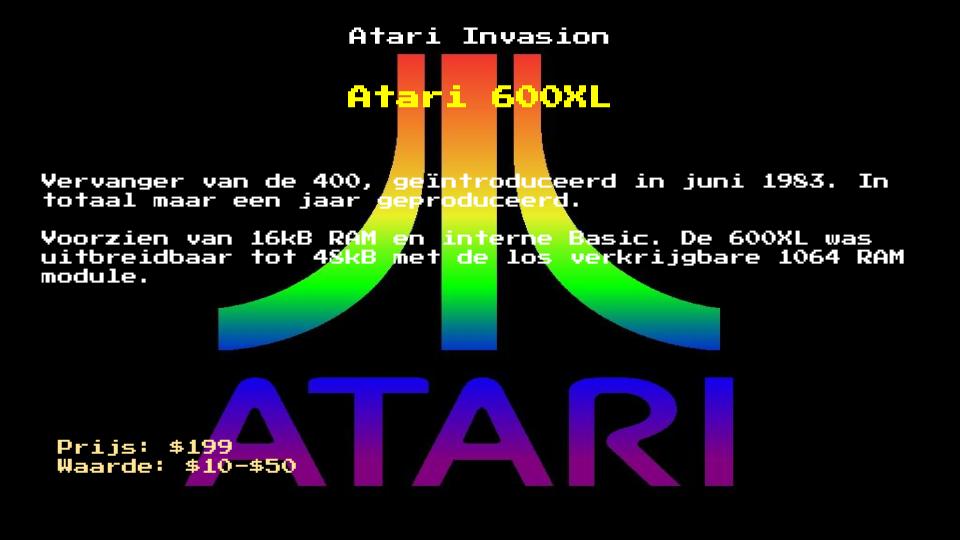 Atari Invasion
Atari 600XL
Vervanger van de 400, geïntroduceerd in juni 1983. In
totaal maar een jaar geproduceerd.
Voorzien van 16kB RAM en interne Basic. De 600XL was
uitbreidbaar tot 48kB met de los verkrijgbare 1064 RAM
module.
ATARI
Prijs: $199
Waarde: $10-$50